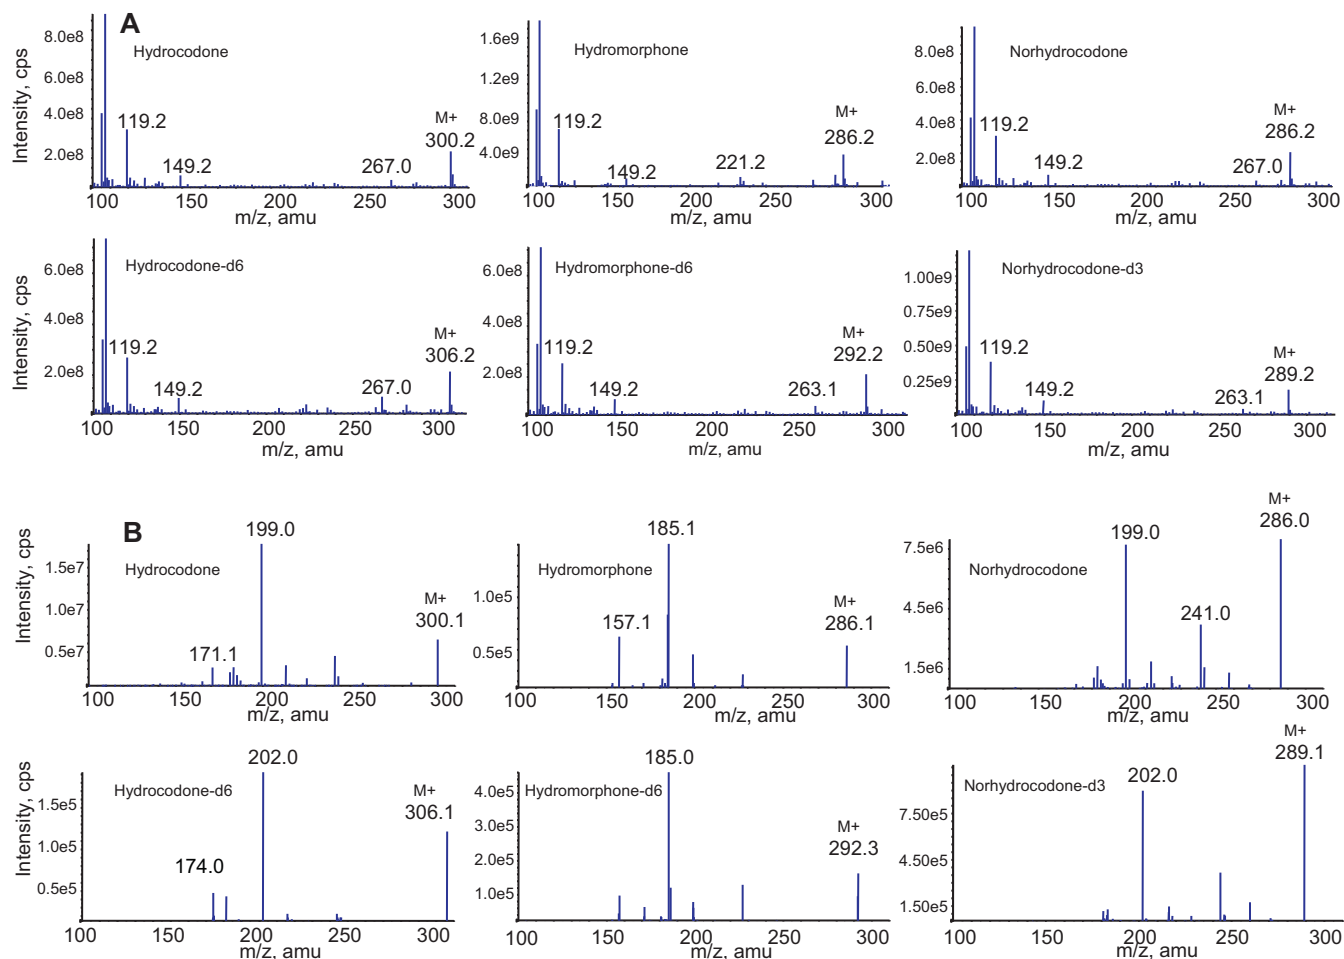 A
Intensity, cps
8.0e8
6.0e8
4.0e8
2.0e8
Hydrocodone
119.2
149.2
267.0
M+
300.2
100 150 200 250 300
m/z, amu
1.6e9
1.2e9
8.0e9
4.0e9
Hydromorphone
119.2
149.2
221.2
M+
286.2
100 150 200 250 300
m/z, amu
8.0e8
6.0e8
4.0e8
2.0e8
Norhydrocodone
119.2
149.2
267.0
M+
286.2
100 150 200 250 300
m/z, amu
Intensity, cps
6.0e8
4.0e8
2.0e8
Hydrocodone-d6
119.2
149.2
267.0
M+
306.2
100 150 200 250 300
m/z, amu
6.0e8
4.0e8
2.0e8
Hydromorphone-d6
119.2
149.2
263.1
M+
292.2
100 150 200 250 300
m/z, amu
1.00e9
0.75e9
0.50e9
0.25e9
Norhydrocodone-d3
119.2
149.2
263.1
M+
289.2
100 150 200 250 300
m/z, amu
B
Intensity, cps
1.5e7
1.0e7
0.5e7
Hydrocodone
171.1
199.0
M+
300.1
100 150 200 250 300
m/z, amu
1.0e5
0.5e5
Hydromorphone
157.1
185.1
M+
286.1
100 150 200 250 300
m/z, amu
7.5e6
4.5e6
1.5e6
Norhydrocodone
199.0
241.0
M+
286.0
100 150 200 250 300
m/z, amu
Intensity, cps
1.5e5
1.0e5
0.5e5
Hydrocodone-d6
174.0
202.0
M+
306.1
100 150 200 250 300
m/z, amu
4.0e5
3.0e5
2.0e5
1.0e5
Hydromorphone-d6
185.0
M+
292.3
100 150 200 250 300
m/z, amu
7.50e5
4.50e5
1.50e5
Norhydrocodone-d3
202.0
M+
289.1
100 150 200 250 300
m/z, amu